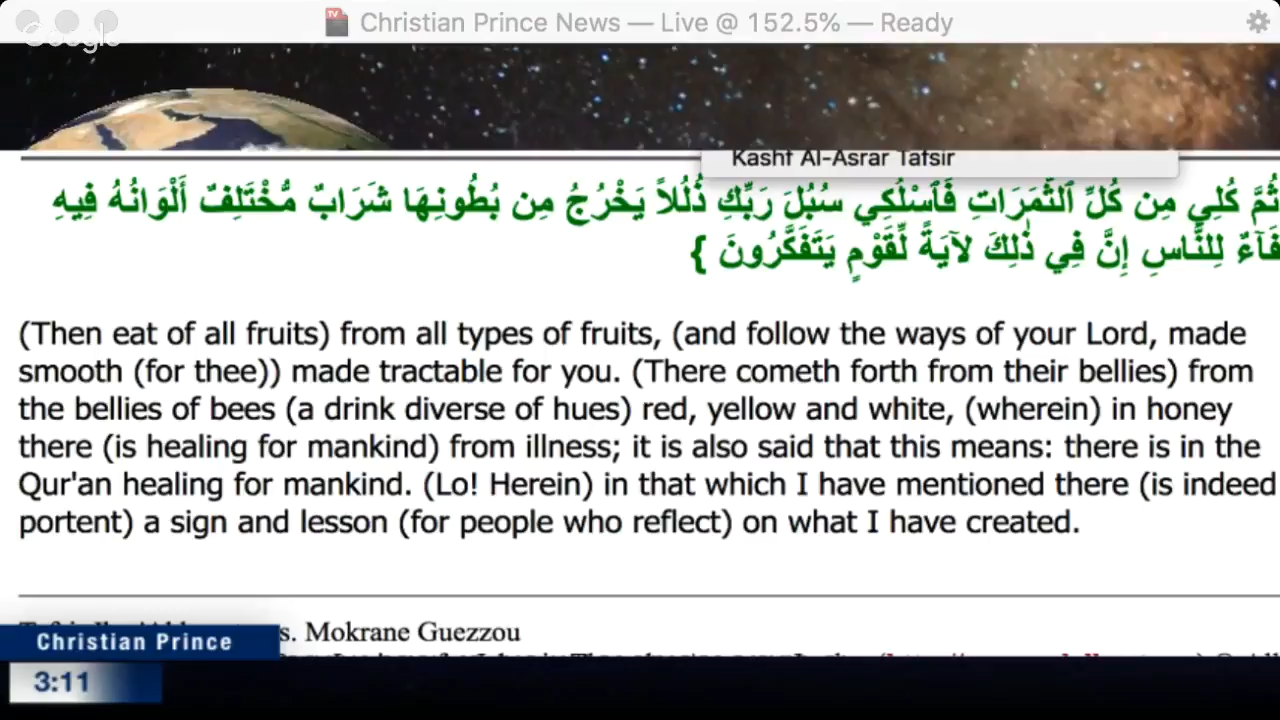 Christian Prince News — Live @ 152.5% — Ready
Google
Kashf Al-Asrar Tafsir
ثُمَّ كُلِي مِن كُلِّ ٱلثَّمَرَاتِ فَٱسْلُكِي سُبُلَ رَبِّكِ ذُلُلاً يَخْرُجُ مِن بُطُونِهَا شَرَابٌ مُّخْتَلِفٌ أَلْوَانُهُ فِيهِ
لِلنَّاسِ إِنَّ فِي ذٰلِكَ لآيَةً لِّقَوْمٍ يَتَفَكَّرُونَ }
(Then eat of all fruits) from all types of fruits, (and follow the ways of your Lord, made
smooth (for thee)) made tractable for you. (There cometh forth from their bellies) from
the bellies of bees (a drink diverse of hues) red, yellow and white, (wherein) in honey
there (is healing for mankind) from illness; it is also said that this means: there is in the
Qur'an healing for mankind. (Lo! Herein) in that which I have mentioned there (is indeed
portent) a sign and lesson (for people who reflect) on what I have created.
Mokrane Guezzou
Christian Prince
3:11